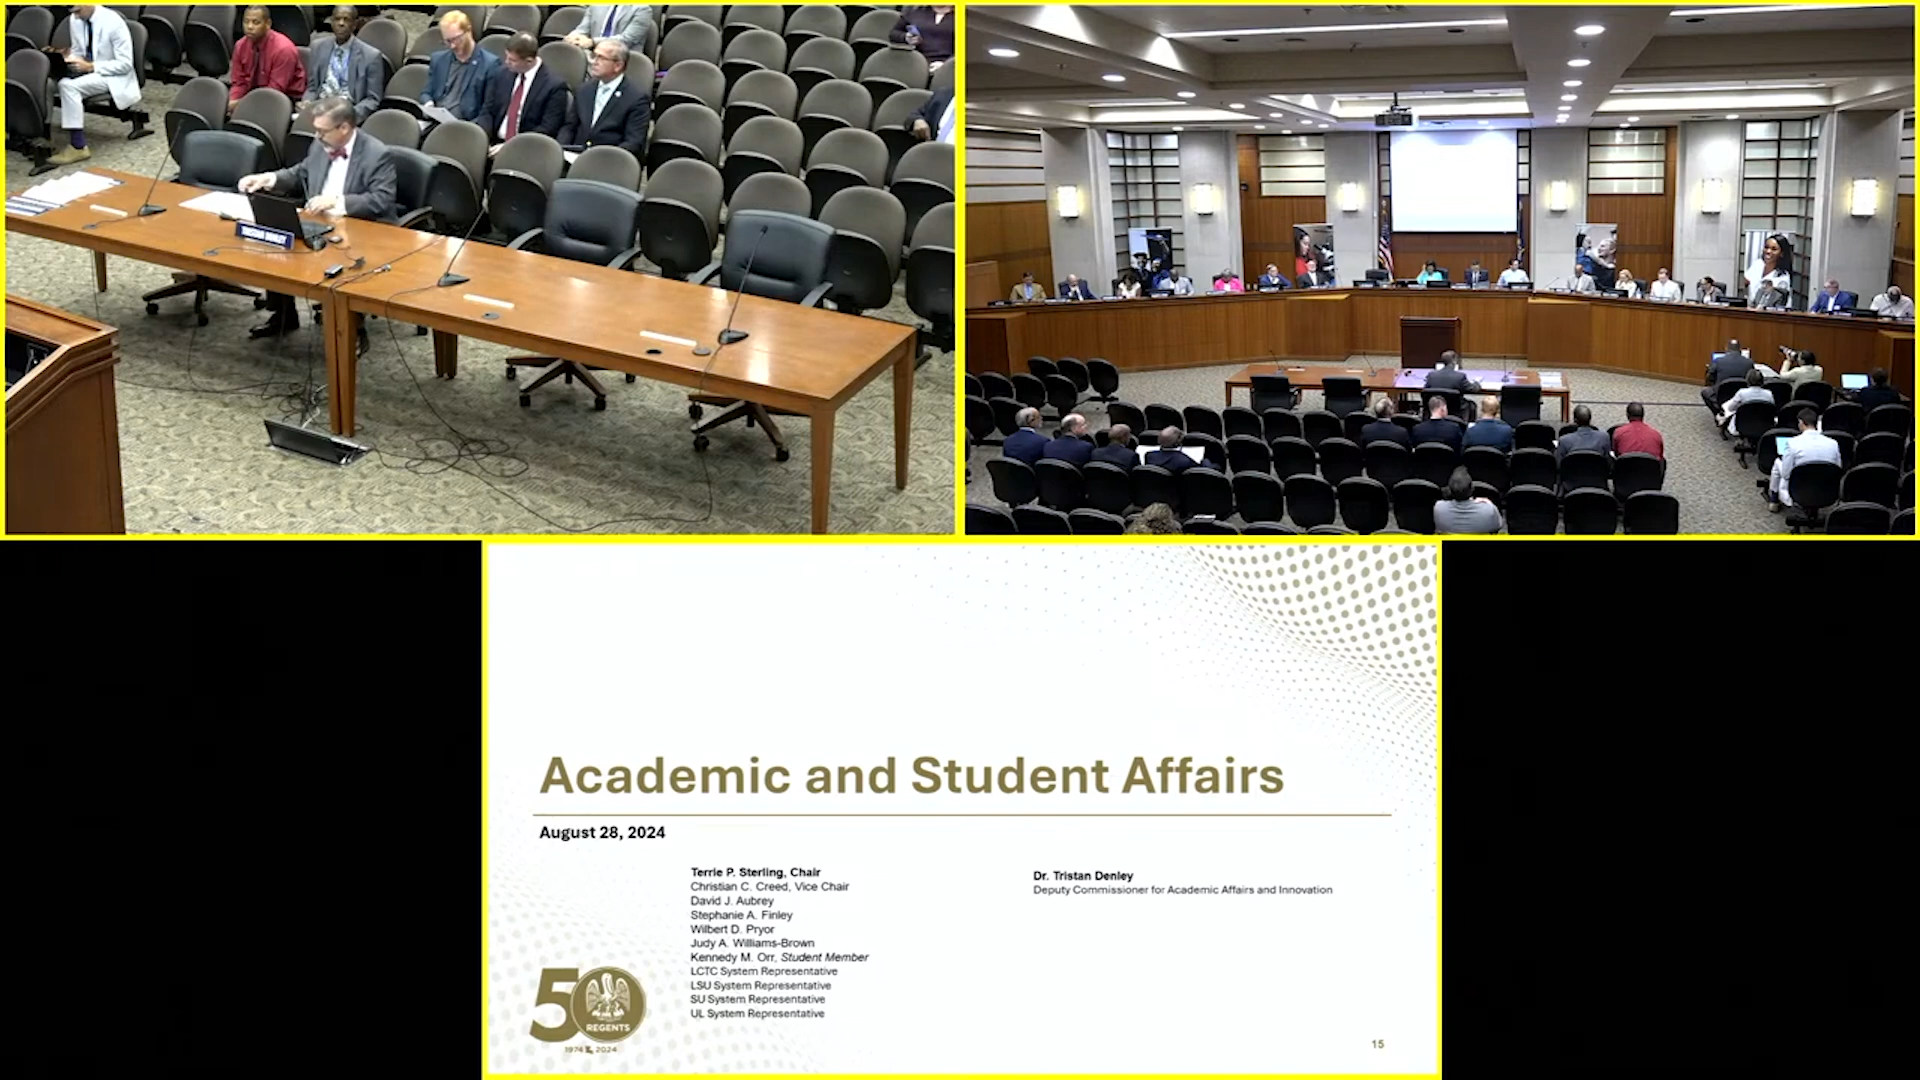 TRISTAN DENLEY
Academic and Student Affairs
August 28, 2024
Terrie P. Sterling, Chair
Christian C. Creed, Vice Chair
David J. Aubrey
Stephanie A. Finley
Wilbert D. Pryor
Judy A. Williams-Brown
Kennedy M. Orr, Student Member
LCTC System Representative
LSU System Representative
SU System Representative
UL System Representative
Dr. Tristan Denley
Deputy Commissioner for Academic Affairs and Innovation
50
REGENTS
1974 2024
15